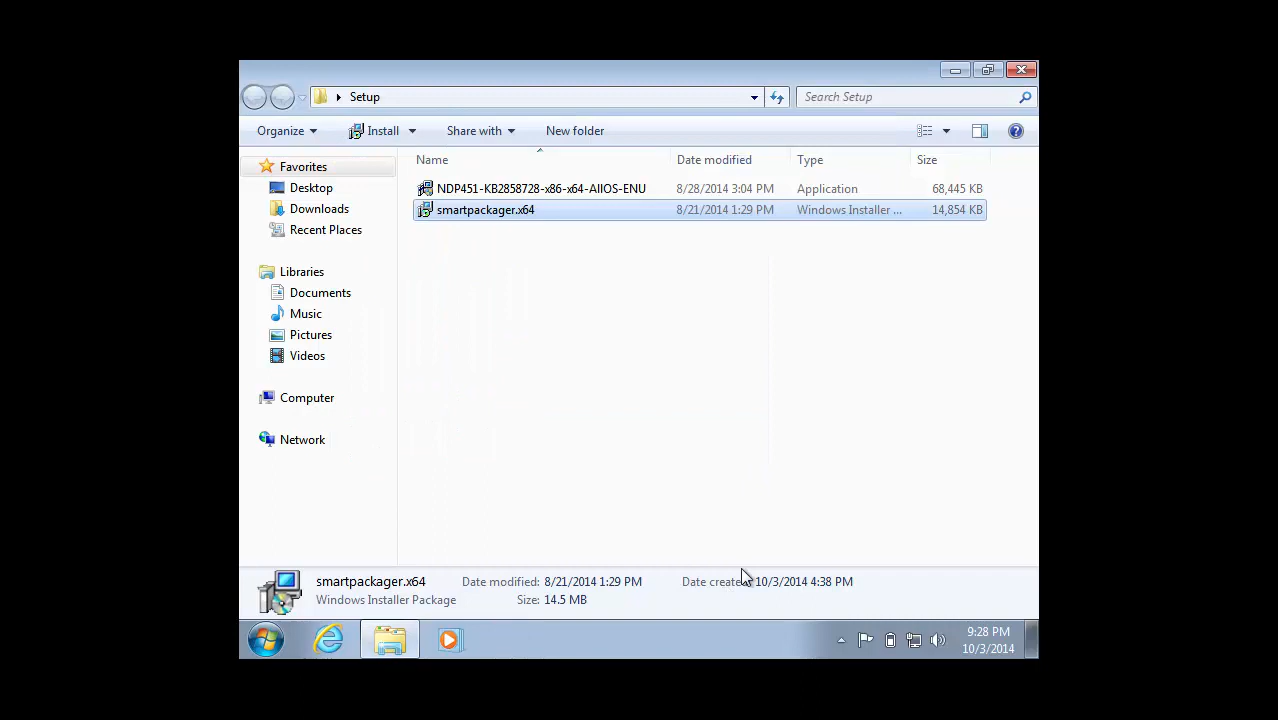 Setup
Search Setup
Organize
Install
Share with
New folder
Name
Date modified
Type
Size
Favorites
Desktop
Downloads
Recent Places
Libraries
Documents
Music
Pictures
Videos
Computer
Network
NDP451-KB2858728-x86-x64-AllOS-ENU 8/28/2014 3:04 PM Application 68,445 KB
smartpackager.x64 8/21/2014 1:29 PM Windows Installer ... 14,854 KB
smartpackager.x64 Date modified: 8/21/2014 1:29 PM Date created: 10/3/2014 4:38 PM
Windows Installer Package Size: 14.5 MB
9:28 PM
10/3/2014